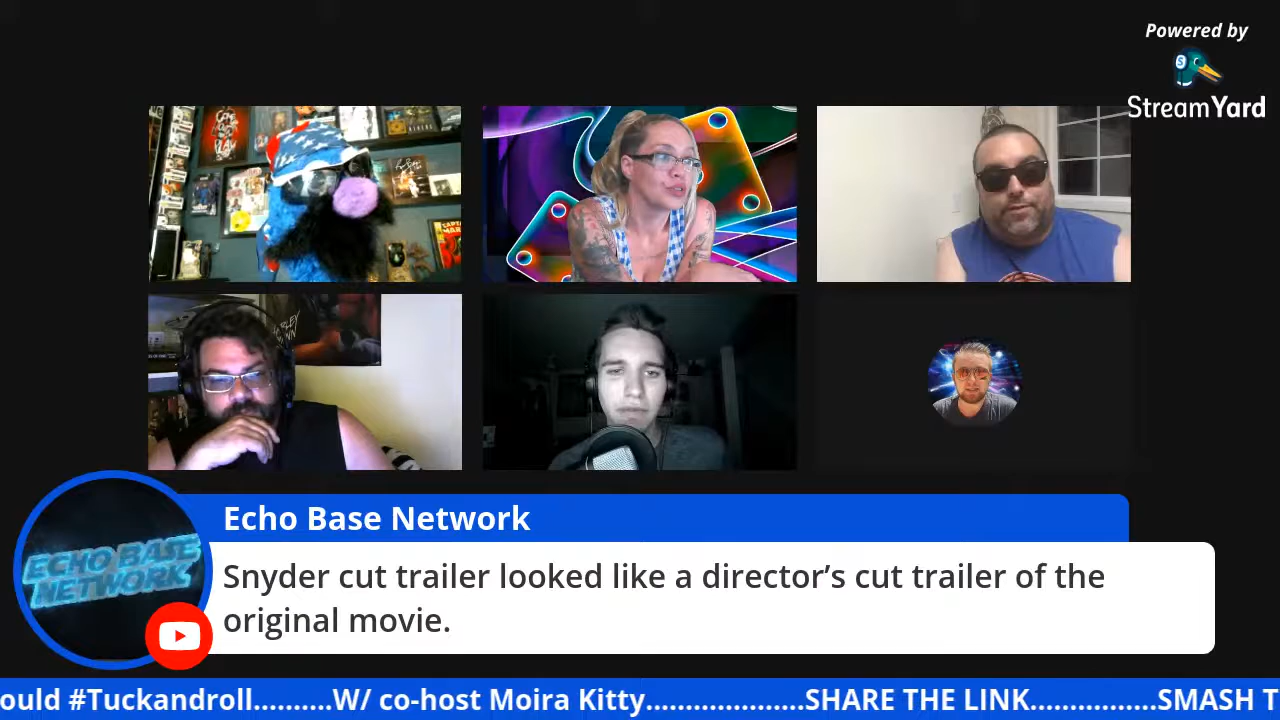 Powered by
StreamYard
HARLEY
Echo Base Network
ECHO BASE
NETWORK
Snyder cut trailer looked like a director’s cut trailer of the
original movie.
ould #Tuckandroll..........W/ co-host Moira Kitty....................SHARE THE LINK................SMASH T